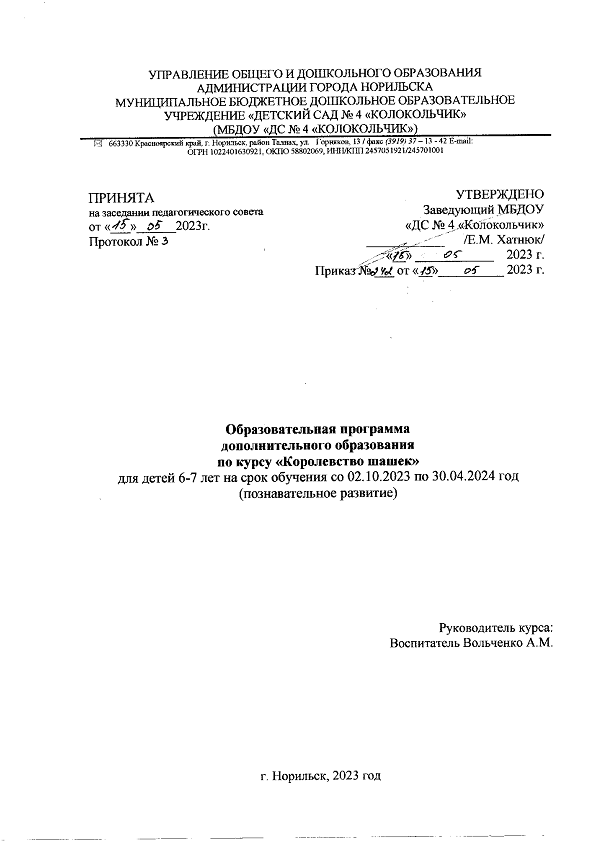 УПРАВЛЕНИЕ ОБЩЕГО И ДОШКОЛЬНОГО ОБРАЗОВАНИЯ
АДМИНИСТРАЦИИ ГОРОДА НОРИЛЬСКА
МУНИЦИПАЛЬНОЕ БЮДЖЕТНОЕ ДОШКОЛЬНОЕ ОБРАЗОВАТЕЛЬНОЕ
УЧРЕЖДЕНИЕ «ДЕТСКИЙ САД № 4 «КОЛОКОЛЬЧИК»
(МБДОУ «ДС № 4 «КОЛОКОЛЬЧИК»)
663330 Красноярский край, г. Норильск, район Талнах, ул. Горняков, 13 / факс (3919) 37 – 13 - 42 E-mail:
ОГРН 1022401630921, ОКПО 58802069, ИНН/КПП 2457051921/245701001
ПРИНЯТА
на заседании педагогического совета
от «15» 05 2023г.
Протокол № 3
УТВЕРЖДЕНО
Заведующий МБДОУ
«ДС № 4 «Колокольчик»
/Е.М. Хатнюк/
«15» 05 2023 г.
Приказ № от «15» 05 2023 г.
Образовательная программа
дополнительного образования
по курсу «Королевство шашек»
для детей 6-7 лет на срок обучения со 02.10.2023 по 30.04.2024 год
(познавательное развитие)
Руководитель курса:
Воспитатель Вольченко А.М.
г. Норильск, 2023 год